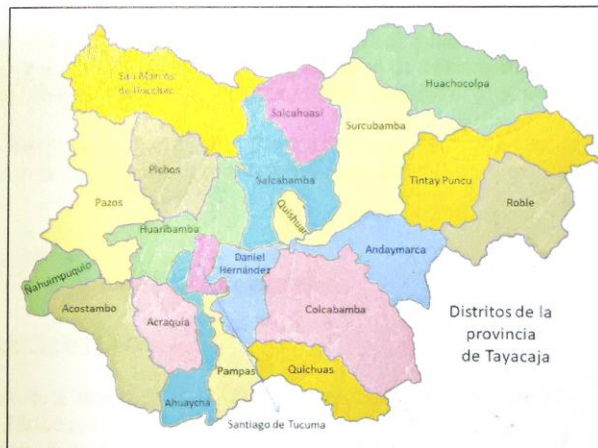 San Marcos
de Rocchac
Salcahuasi
Huachocolpa
Surcubamba
Pichos
Salcabamba
Tintay Puncu
Pazos
Quishuar
Roble
Huaribamba
Daniel
Hernández
Andaymarca
Ñahuimpuquio
Acostambo
Acraquia
Colcabamba
Distritos de la
provincia
de Tayacaja
Pampas
Quichuas
Ahuaycha
Santiago de Tucuma